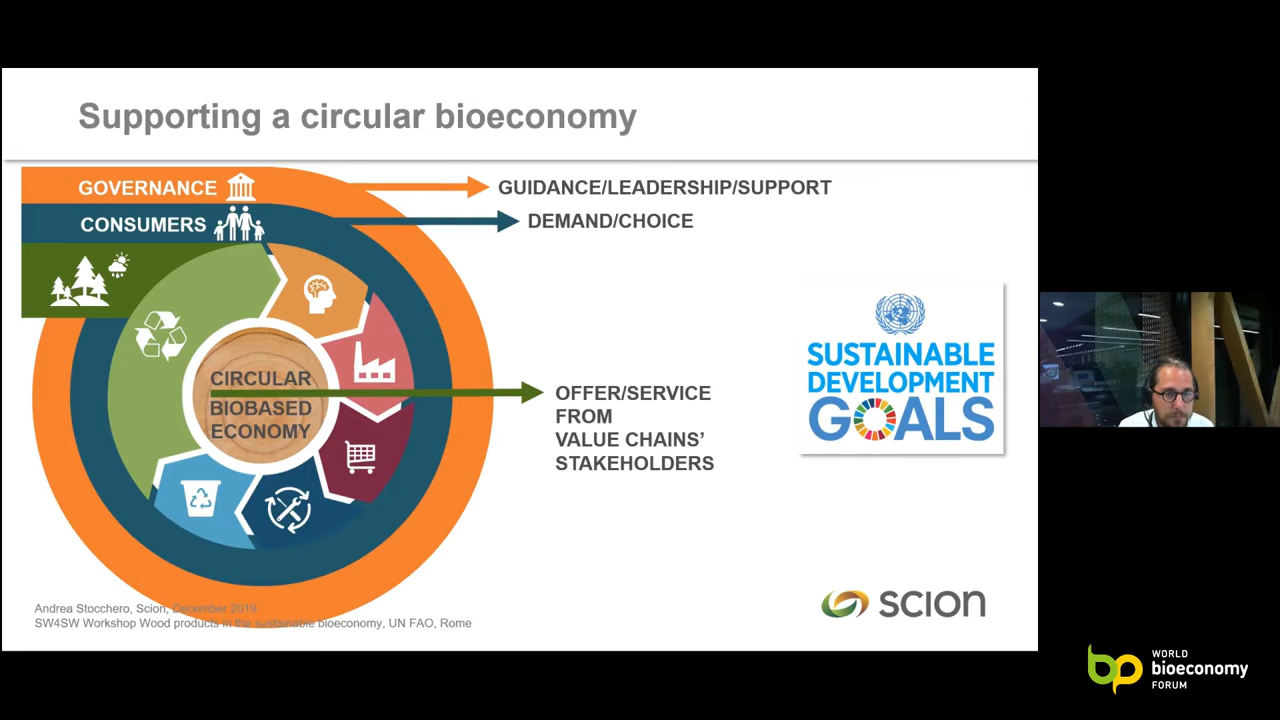 Supporting a circular bioeconomy
GOVERNANCE
GUIDANCE/LEADERSHIP/SUPPORT
CONSUMERS
DEMAND/CHOICE
CIRCULAR
BIOBASED
ECONOMY
OFFER/SERVICE
FROM
VALUE CHAINS’
STAKEHOLDERS
SUSTAINABLE
DEVELOPMENT
GOALS
Andrea Stocchero, Scion, December 2019
SW4SW Workshop Wood products in the sustainable bioeconomy, UN FAO, Rome
SCION
bp
WORLD
bioeconomy
FORUM